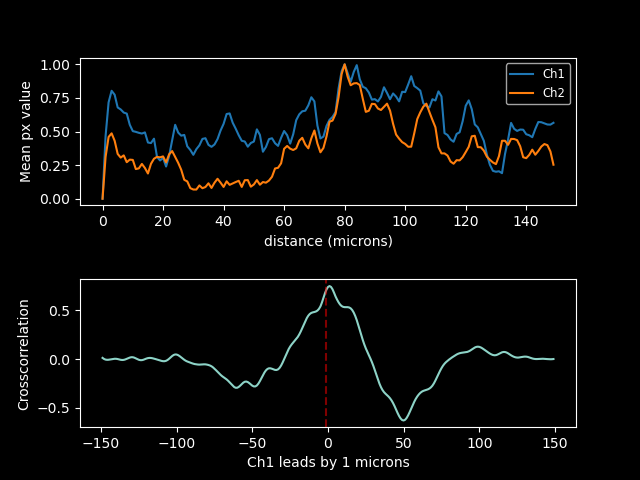 1.00
0.75
0.50
0.25
0.00
Mean px value
Ch1
Ch2
0 20 40 60 80 100 120 140
distance (microns)
0.5
0.0
−0.5
Crosscorrelation
−150 −100 −50 0 50 100 150
Ch1 leads by 1 microns